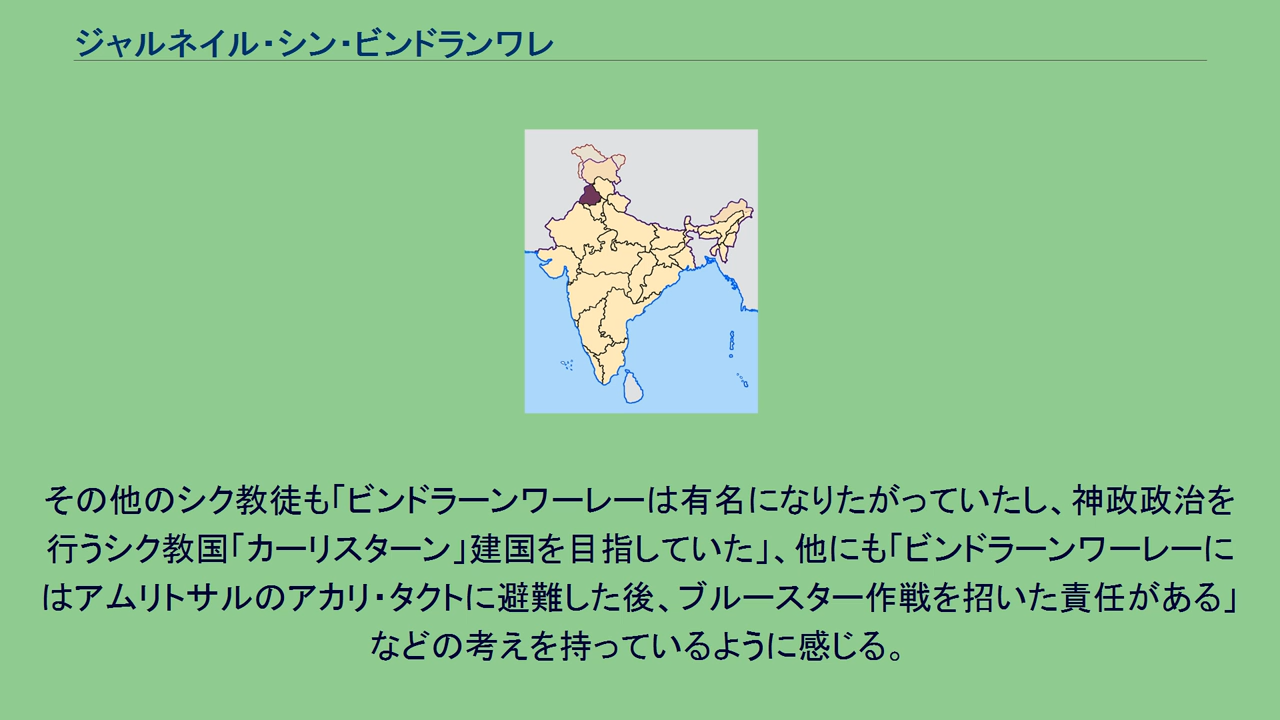 ジャルネイル・シン・ビンドランワレ
その他のシク教徒も「ビンドラーンワーレーは有名になりたがっていたし、神政政治を
行うシク教国「カーリスターン」建国を目指していた」、他にも「ビンドラーンワーレーに
はアムリトサルのアカリ・タクトに避難した後、ブルースター作戦を招いた責任がある」
などの考えを持っているように感じる。